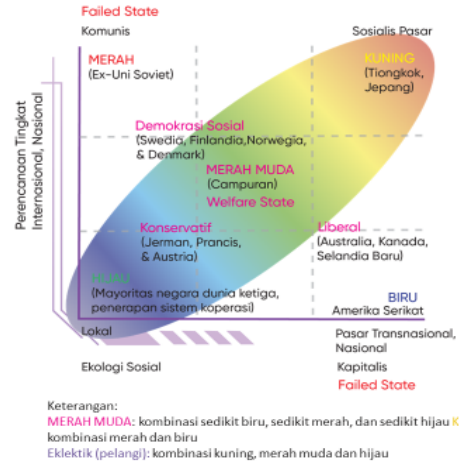 Failed State
Komunis
Sosialis Pasar
MERAH
(Ex-Uni Soviet)
KUNING
(Tiongkok,
Jepang)
Perencanaan Tingkat
Internasional, Nasional
Demokrasi Sosial
(Swedia, Finlandia,Norwegia,
& Denmark)
MERAH MUDA
(Campuran)
Welfare State
Konservatif
(Jerman, Prancis,
& Austria)
Liberal
(Australia, Kanada,
Selandia Baru)
(Mayoritas negara dunia ketiga,
penerapan sistem koperasi)
BIRU
Amerika Serikat
Lokal
Pasar Transnasional,
Nasional
Ekologi Sosial
Kapitalis
Failed State
Keterangan:
MERAH MUDA: kombinasi sedikit biru, sedikit merah, dan sedikit hijau K
kombinasi merah dan biru
Eklektik (pelangi): kombinasi kuning, merah muda dan hijau